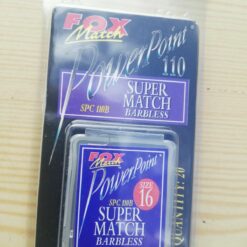 FOX
Match
PowerPoint
110
SPC 110B
SUPER
MATCH
BARBLESS
FOX
Match
PowerPoint
SPC 110B
SIZE
16
SUPER
MATCH
BARBLESS
QUANTITY: 20